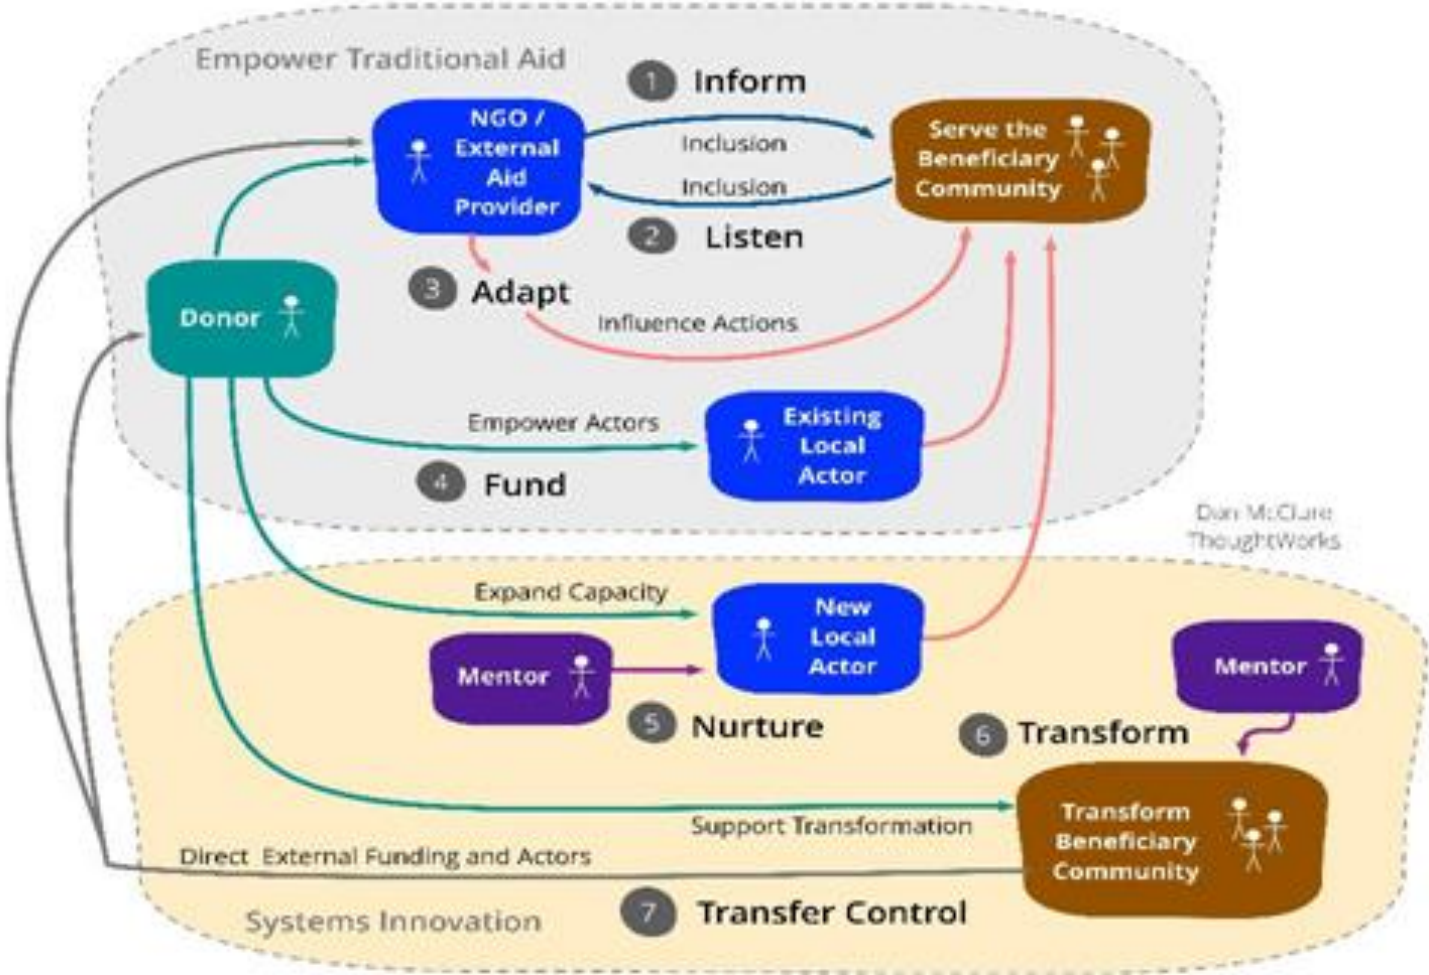 Empower Traditional Aid
1 Inform
NGO /
External
Aid
Provider
Inclusion
Serve the
Beneficiary
Community
Inclusion
2 Listen
3 Adapt
Donor
Influence Actions
Empower Actors
Existing
Local
Actor
4 Fund
Dan McClure
ThoughtWorks
Expand Capacity
New
Local
Actor
Mentor
Mentor
5 Nurture
6 Transform
Support Transformation
Transform
Beneficiary
Community
Direct External Funding and Actors
7 Transfer Control
Systems Innovation